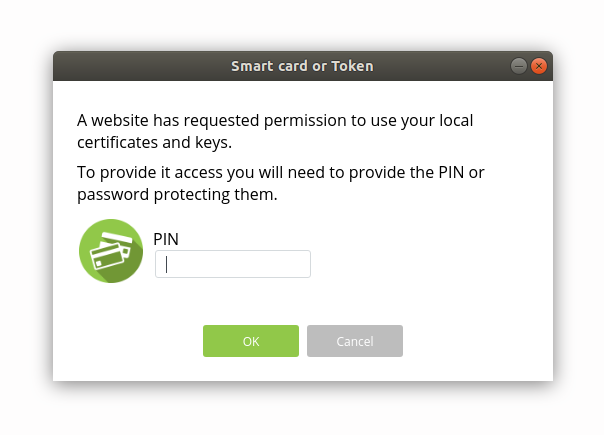 Smart card or Token
A website has requested permission to use your local
certificates and keys.
To provide it access you will need to provide the PIN or
password protecting them.
PIN
OK
Cancel